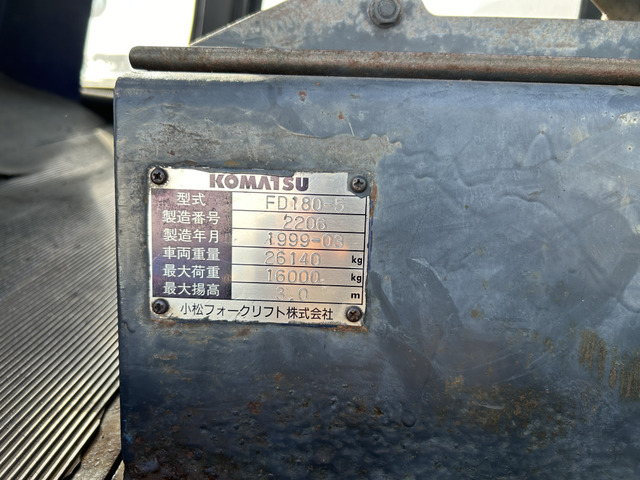 KOMATSU
型式 FD180-5
製造番号 2206
製造年月 1999-03
車両重量 26140 kg
最大荷重 16000 kg
最大揚高 3.0 m
小松フォークリフト株式会社